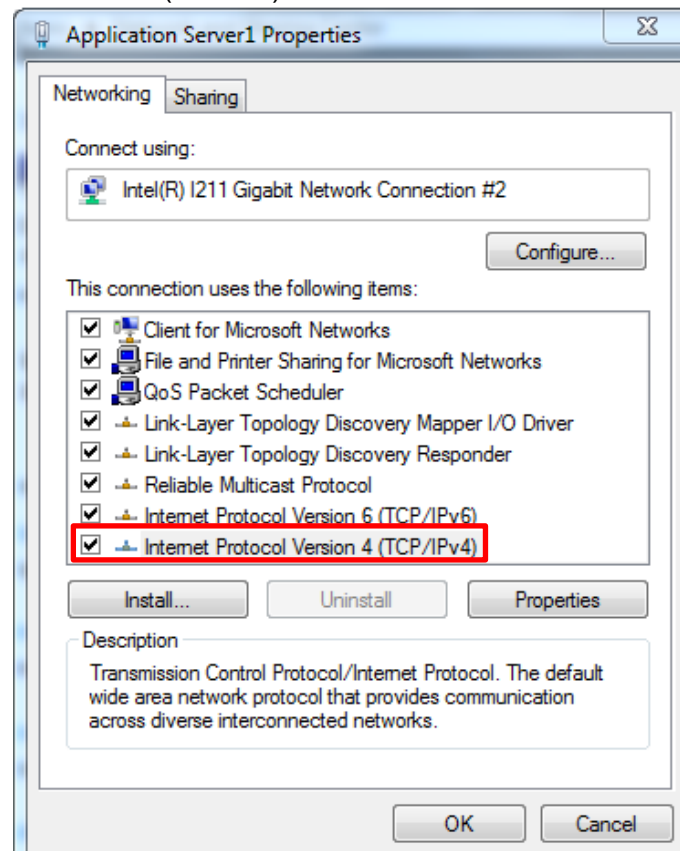 Application Server1 Properties
Networking
Sharing
Connect using:
Intel(R) I211 Gigabit Network Connection #2
Configure...
This connection uses the following items:
Client for Microsoft Networks
File and Printer Sharing for Microsoft Networks
QoS Packet Scheduler
Link-Layer Topology Discovery Mapper I/O Driver
Link-Layer Topology Discovery Responder
Reliable Multicast Protocol
Internet Protocol Version 6 (TCP/IPv6)
Internet Protocol Version 4 (TCP/IPv4)
Install...
Uninstall
Properties
Description
Transmission Control Protocol/Internet Protocol. The default
wide area network protocol that provides communication
across diverse interconnected networks.
OK
Cancel